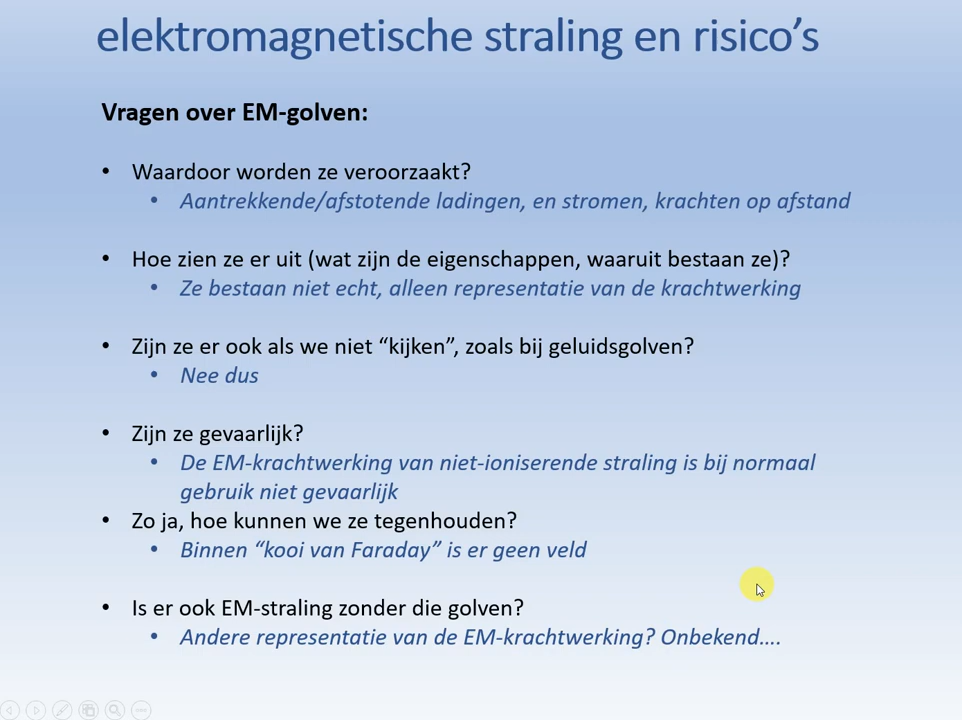 elektromagnetische straling en risico’s
Vragen over EM-golven:
• Waardoor worden ze veroorzaakt?
• Aantrekkende/afstotende ladingen, en stromen, krachten op afstand
• Hoe zien ze er uit (wat zijn de eigenschappen, waaruit bestaan ze)?
• Ze bestaan niet echt, alleen representatie van de krachtwerking
• Zijn ze er ook als we niet “kijken”, zoals bij geluidsgolven?
• Nee dus
• Zijn ze gevaarlijk?
• De EM-krachtwerking van niet-ioniserende straling is bij normaal
gebruik niet gevaarlijk
• Zo ja, hoe kunnen we ze tegenhouden?
• Binnen “kooi van Faraday” is er geen veld
• Is er ook EM-straling zonder die golven?
• Andere representatie van de EM-krachtwerking? Onbekend….